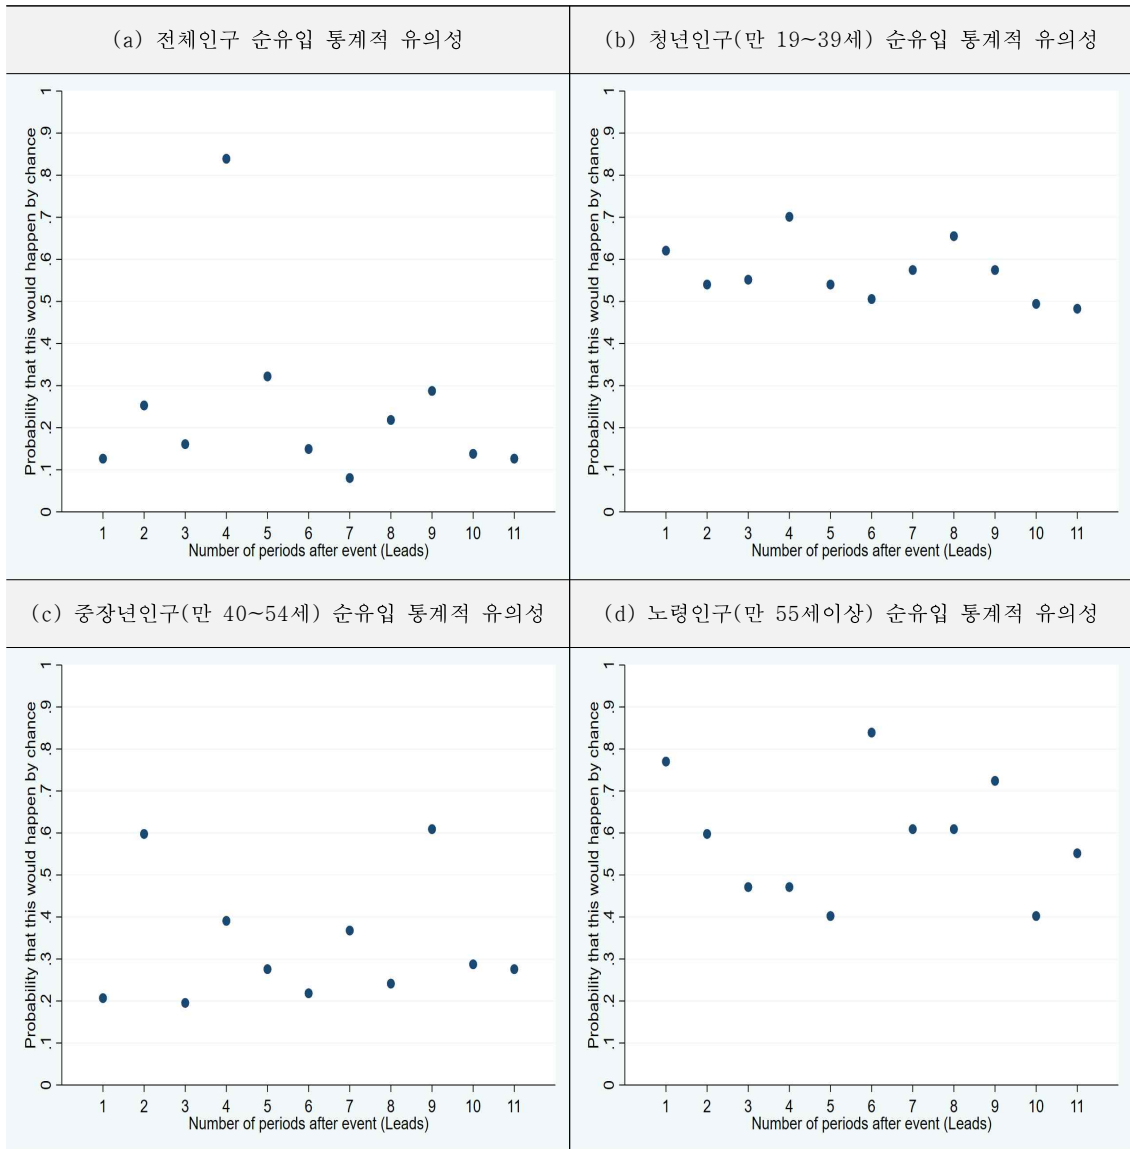 (a) 전체인구 순유입 통계적 유의성
Probability that this would happen by chance
1
.9
.8
.7
.6
.5
.4
.3
.2
.1
0
1 2 3 4 5 6 7 8 9 10 11
Number of periods after event (Leads)
(b) 청년인구(만 19~39세) 순유입 통계적 유의성
Probability that this would happen by chance
1
.9
.8
.7
.6
.5
.4
.3
.2
.1
0
1 2 3 4 5 6 7 8 9 10 11
Number of periods after event (Leads)
(c) 중장년인구(만 40~54세) 순유입 통계적 유의성
Probability that this would happen by chance
1
.9
.8
.7
.6
.5
.4
.3
.2
.1
0
1 2 3 4 5 6 7 8 9 10 11
Number of periods after event (Leads)
(d) 노령인구(만 55세이상) 순유입 통계적 유의성
Probability that this would happen by chance
1
.9
.8
.7
.6
.5
.4
.3
.2
.1
0
1 2 3 4 5 6 7 8 9 10 11
Number of periods after event (Leads)